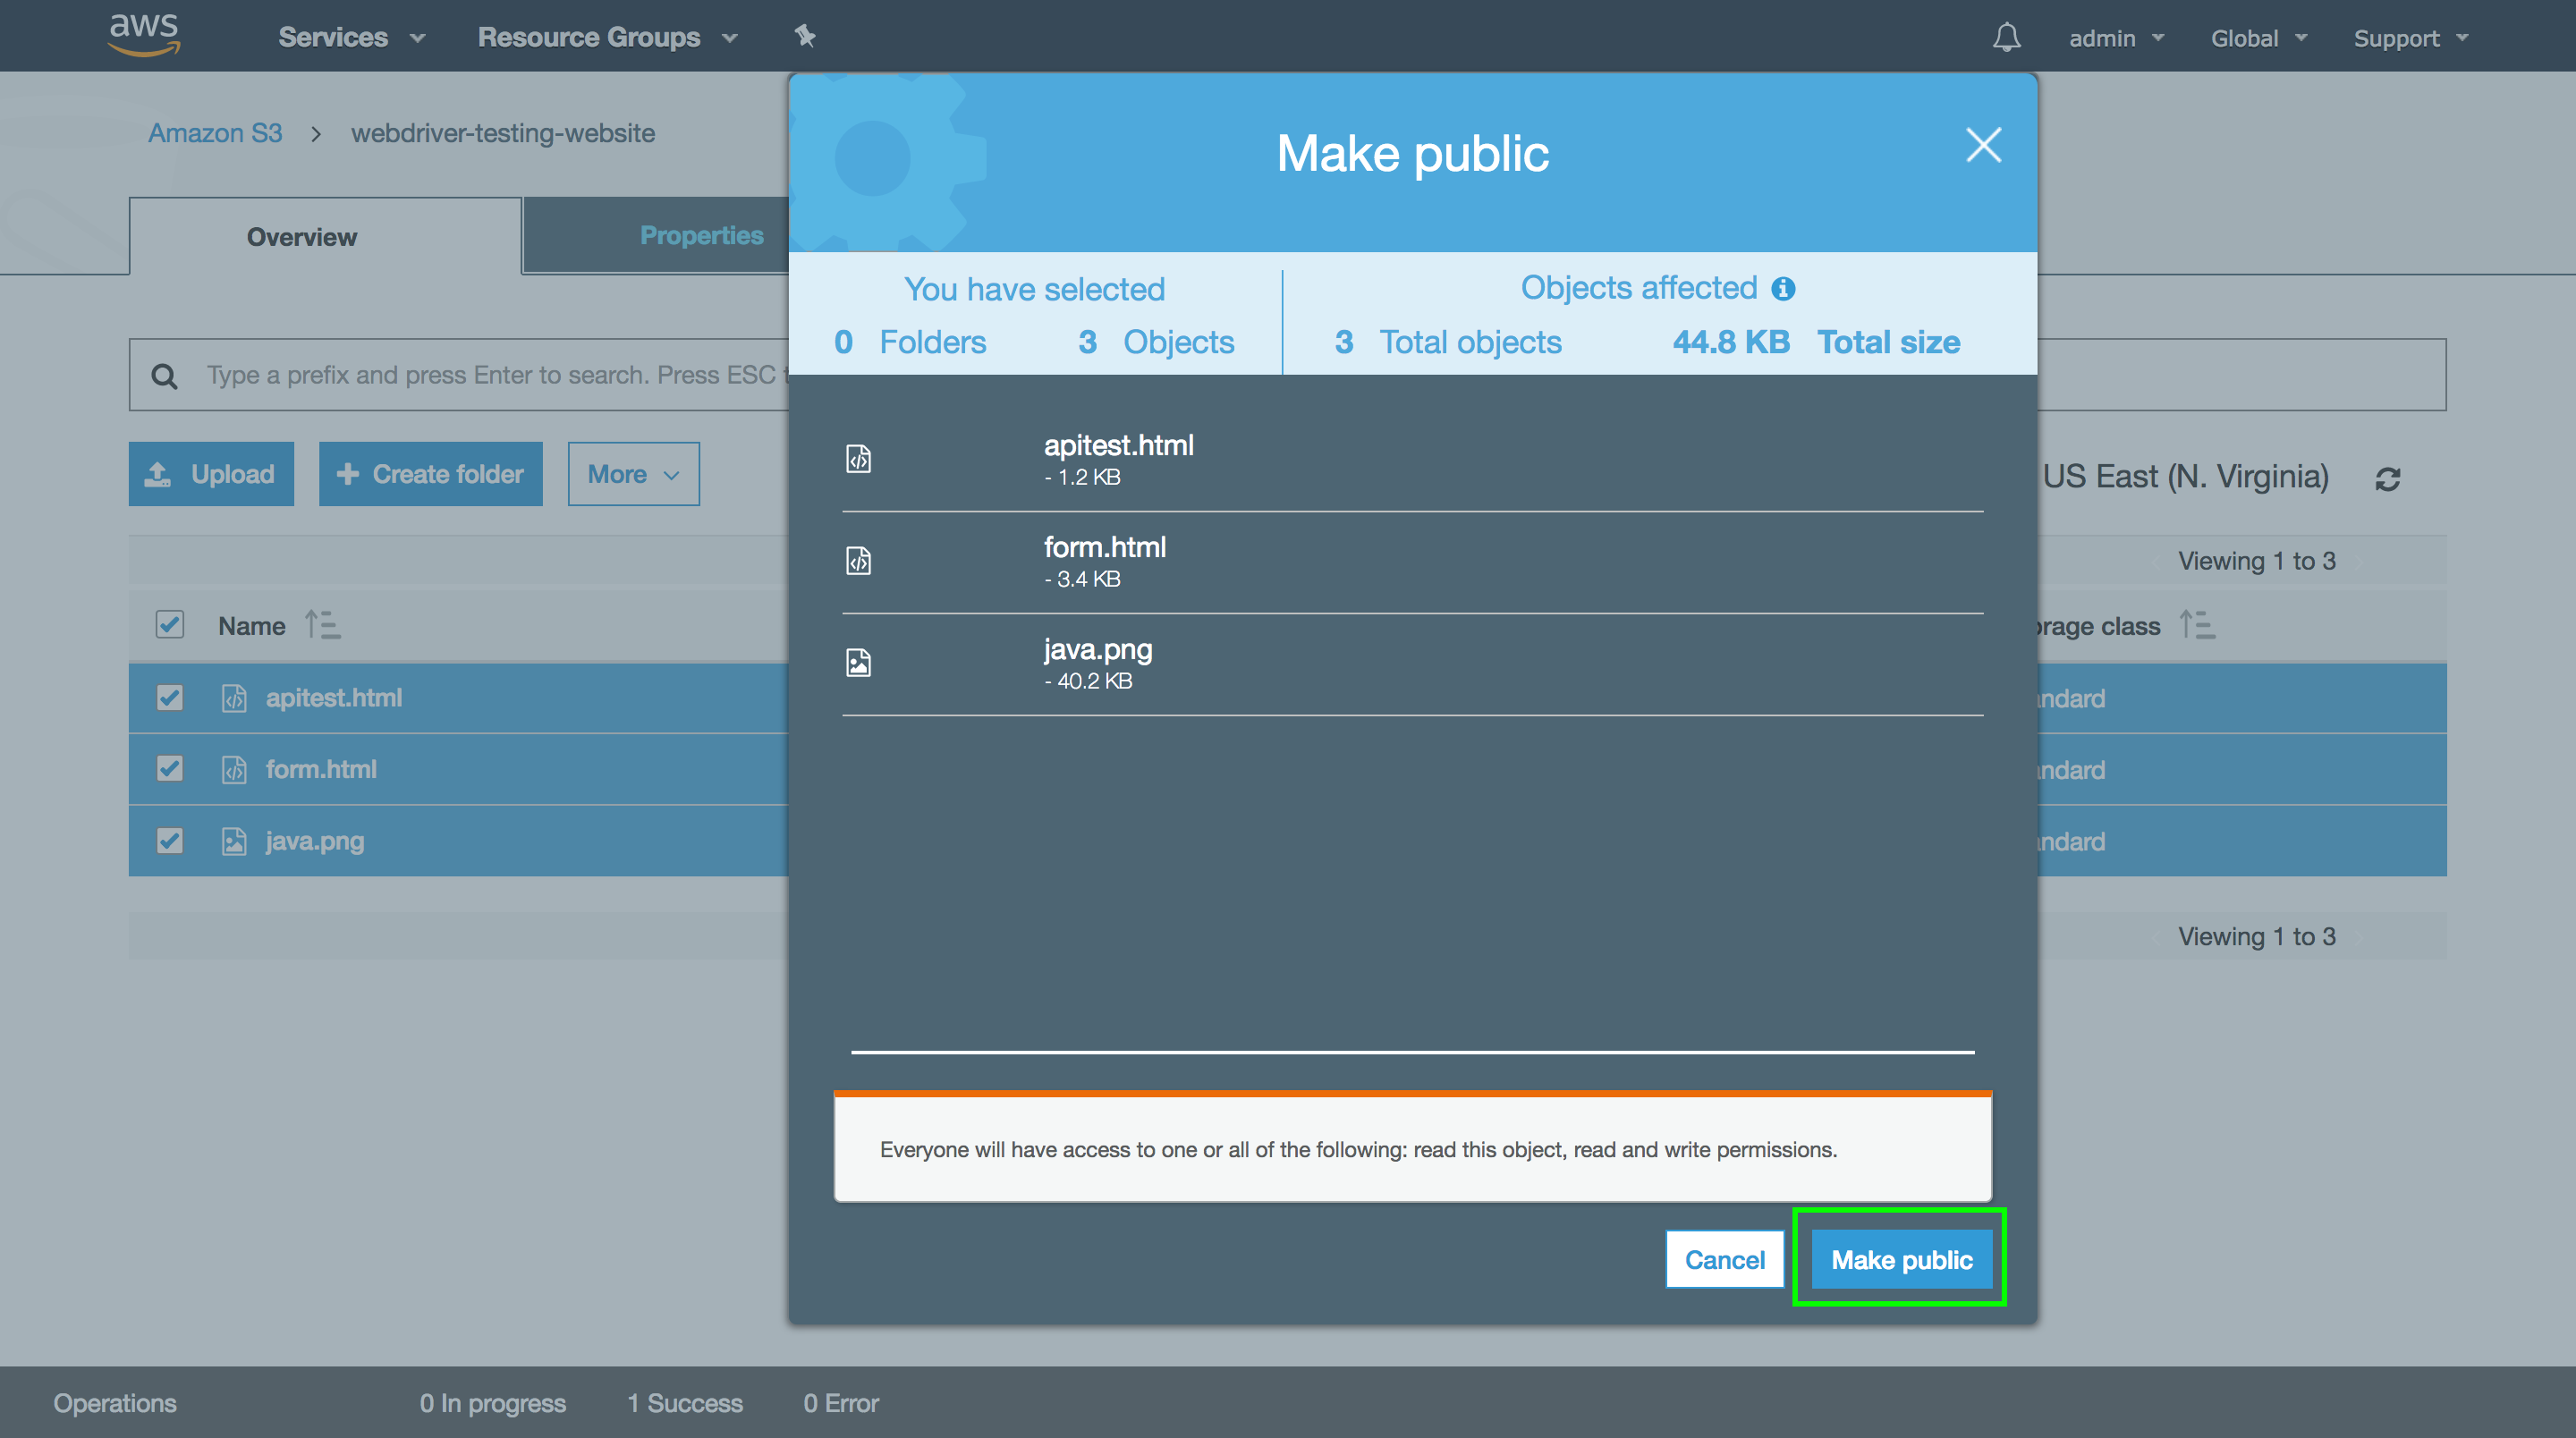 aws Services Resource Groups admin Global Support
Amazon S3 > webdriver-testing-website
Overview
Properties
Type a prefix and press Enter to search. Press ESC
Upload
Create folder
More
US East (N. Virginia)
Viewing 1 to 3
Name
orage class
apitest.html
ndard
form.html
ndard
java.png
ndard
Viewing 1 to 3
Make public
You have selected
0 Folders 3 Objects
Objects affected
3 Total objects 44.8 KB Total size
apitest.html
- 1.2 KB
form.html
- 3.4 KB
java.png
- 40.2 KB
Everyone will have access to one or all of the following: read this object, read and write permissions.
Cancel
Make public
Operations 0 In progress 1 Success 0 Error